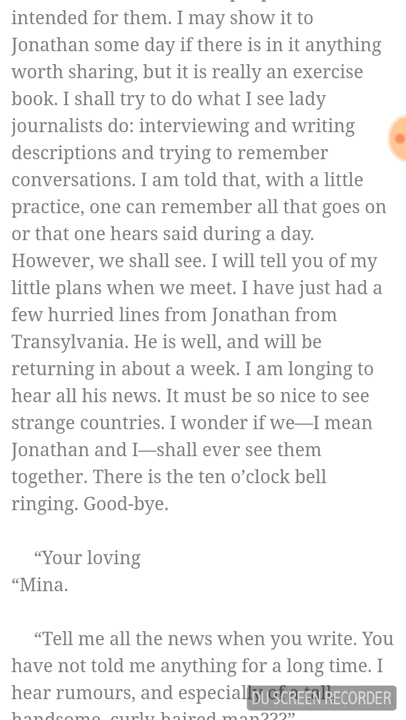 intended for them. I may show it to
Jonathan some day if there is in it anything
worth sharing, but it is really an exercise
book. I shall try to do what I see lady
journalists do: interviewing and writing
descriptions and trying to remember
conversations. I am told that, with a little
practice, one can remember all that goes on
or that one hears said during a day.
However, we shall see. I will tell you of my
little plans when we meet. I have just had a
few hurried lines from Jonathan from
Transylvania. He is well, and will be
returning in about a week. I am longing to
hear all his news. It must be so nice to see
strange countries. I wonder if we—I mean
Jonathan and I—shall ever see them
together. There is the ten o’clock bell
ringing. Good-bye.
“Your loving
“Mina.
“Tell me all the news when you write. You
have not told me anything for a long time. I
hear rumours, and especially of a tall
DU SCREEN RECORDER
handsome, curly-haired man???”